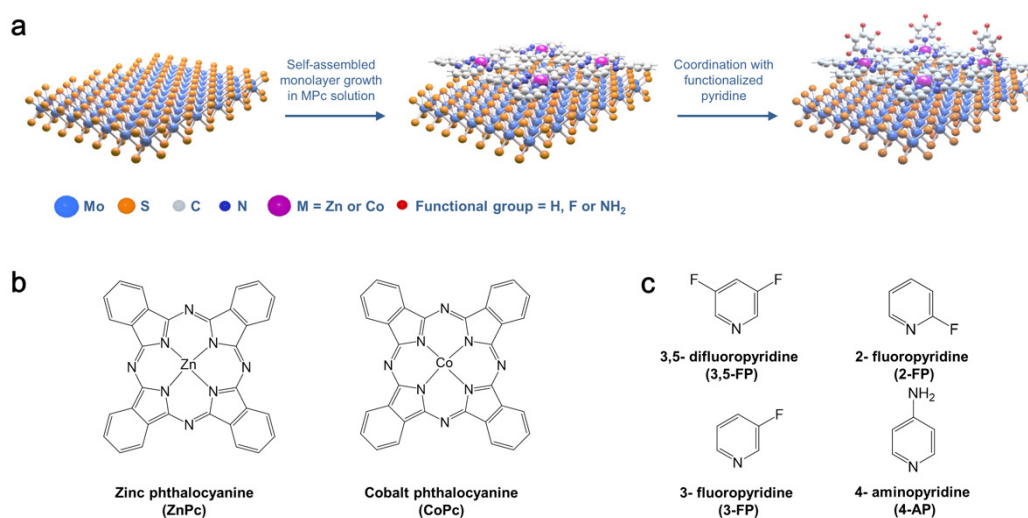 a
Self-assembled
monolayer growth
in MPc solution
Coordination with
functionalized
pyridine
Mo S C N M = Zn or Co Functional group = H, F or NH₂
b
N
N N
N Zn N
N N
N
Zinc phthalocyanine
(ZnPc)
N
N N
N Co N
N N
N
Cobalt phthalocyanine
(CoPc)
c
F F
N
3,5- difluoropyridine
(3,5-FP)
N F
2- fluoropyridine
(2-FP)
F
N
3- fluoropyridine
(3-FP)
NH₂
N
4- aminopyridine
(4-AP)